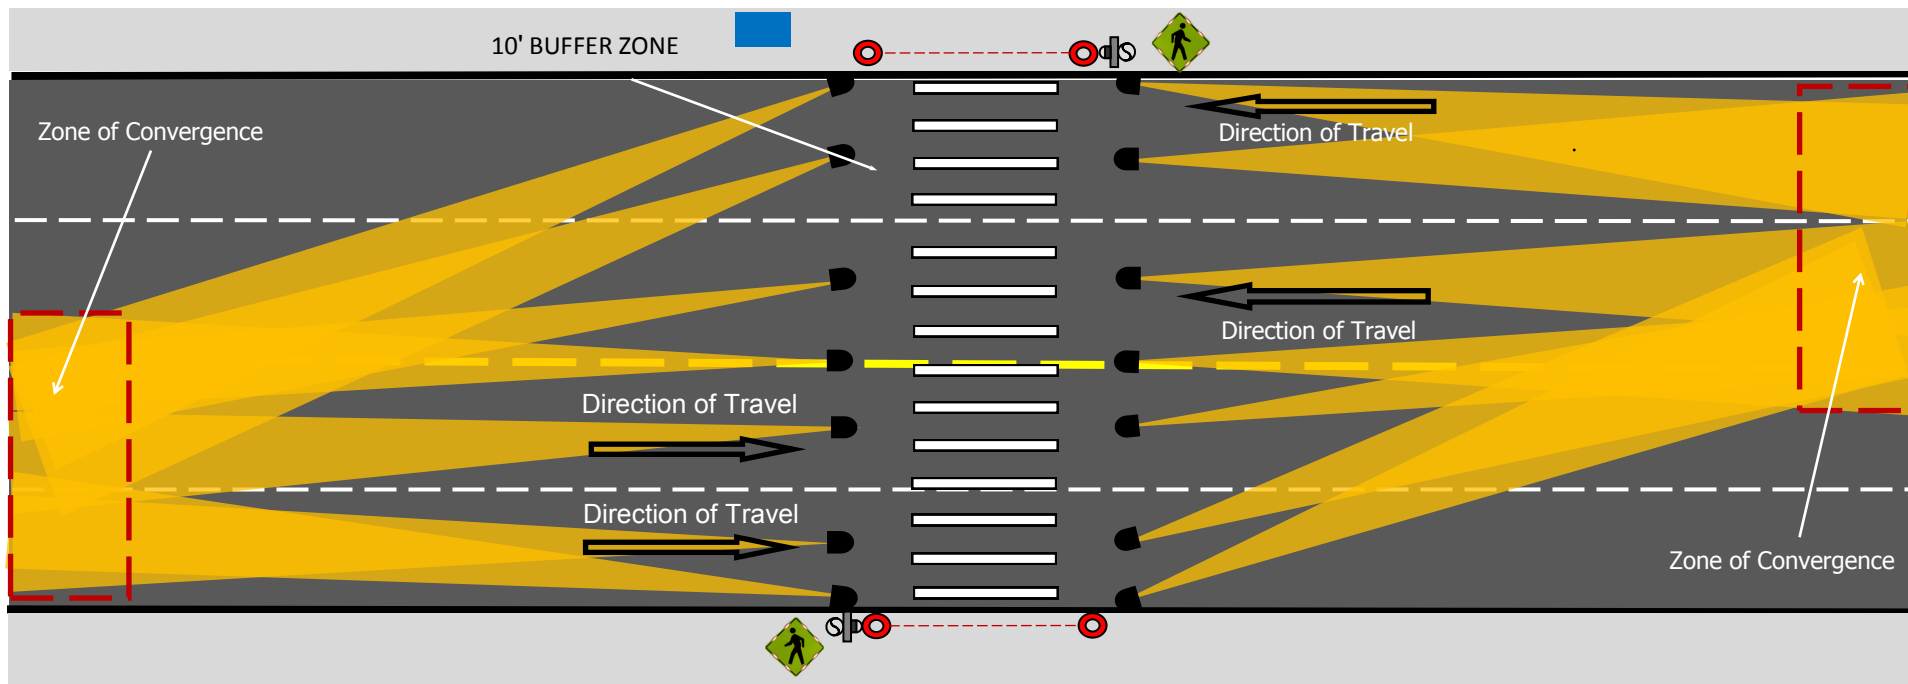 10' BUFFER ZONE
Zone of Convergence
Direction of Travel
Direction of Travel
Direction of Travel
Direction of Travel
Zone of Convergence